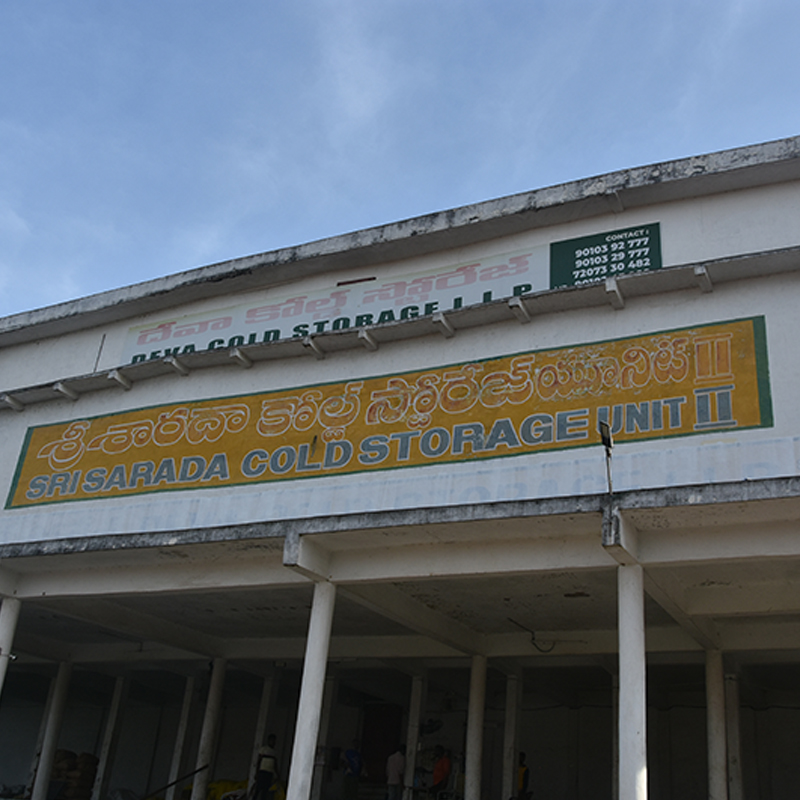 CONTACT :
90103 92 777
90103 29 777
72073 30 482
దేవా కోల్డ్ స్టోరేజ్
DEVA COLD STORAGE L L P
శ్రీ శారదా కోల్డ్ స్టోరేజ్ యూనిట్ II
SRI SARADA COLD STORAGE UNIT II